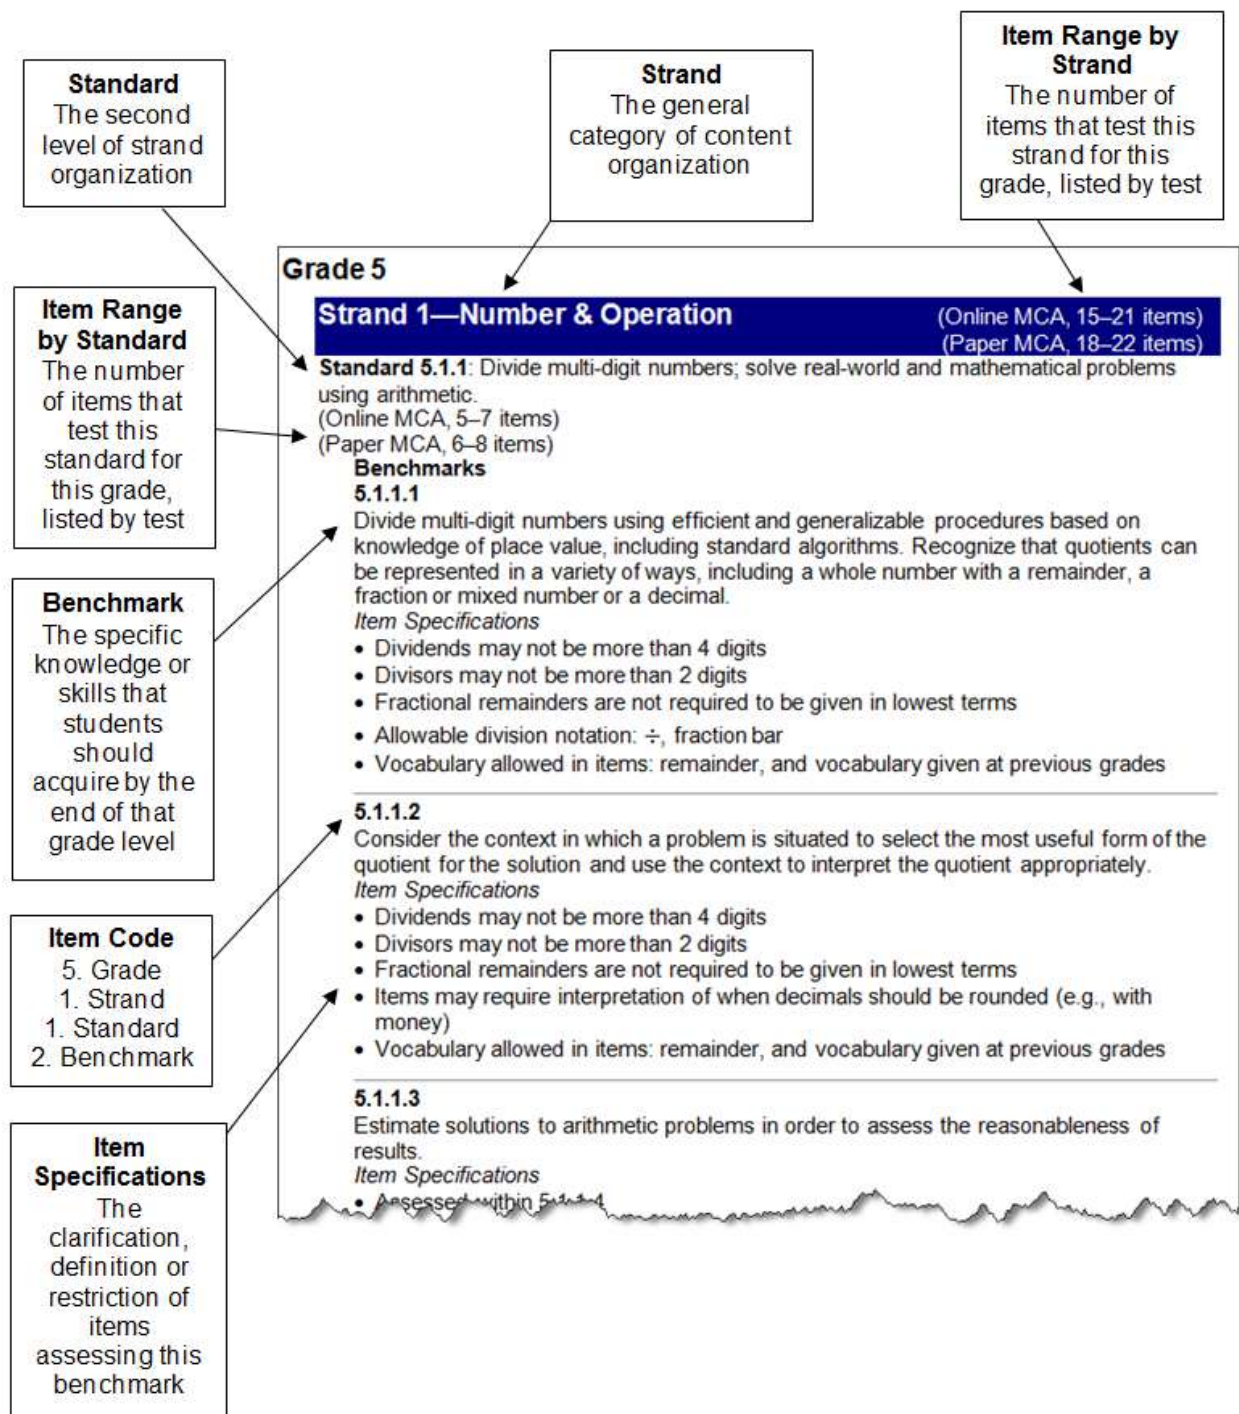 Standard
The second
level of strand
organization
Strand
The general
category of content
organization
Item Range by
Strand
The number of
items that test this
strand for this
grade, listed by test
Item Range
by Standard
The number
of items that
test this
standard for
this grade,
listed by test
Benchmark
The specific
knowledge or
skills that
students
should
acquire by the
end of that
grade level
Item Code
5. Grade
1. Strand
1. Standard
2. Benchmark
Item
Specifications
The
clarification,
definition or
restriction of
items
assessing this
benchmark
Grade 5
Strand 1—Number & Operation (Online MCA, 15–21 items)
(Paper MCA, 18–22 items)
Standard 5.1.1: Divide multi-digit numbers; solve real-world and mathematical problems
using arithmetic.
(Online MCA, 5–7 items)
(Paper MCA, 6–8 items)
Benchmarks
5.1.1.1
Divide multi-digit numbers using efficient and generalizable procedures based on
knowledge of place value, including standard algorithms. Recognize that quotients can
be represented in a variety of ways, including a whole number with a remainder, a
fraction or mixed number or a decimal.
Item Specifications
• Dividends may not be more than 4 digits
• Divisors may not be more than 2 digits
• Fractional remainders are not required to be given in lowest terms
• Allowable division notation: ÷, fraction bar
• Vocabulary allowed in items: remainder, and vocabulary given at previous grades
5.1.1.2
Consider the context in which a problem is situated to select the most useful form of the
quotient for the solution and use the context to interpret the quotient appropriately.
Item Specifications
• Dividends may not be more than 4 digits
• Divisors may not be more than 2 digits
• Fractional remainders are not required to be given in lowest terms
• Items may require interpretation of when decimals should be rounded (e.g., with
money)
• Vocabulary allowed in items: remainder, and vocabulary given at previous grades
5.1.1.3
Estimate solutions to arithmetic problems in order to assess the reasonableness of
results.
Item Specifications
• Assessed within 5.1.1.4